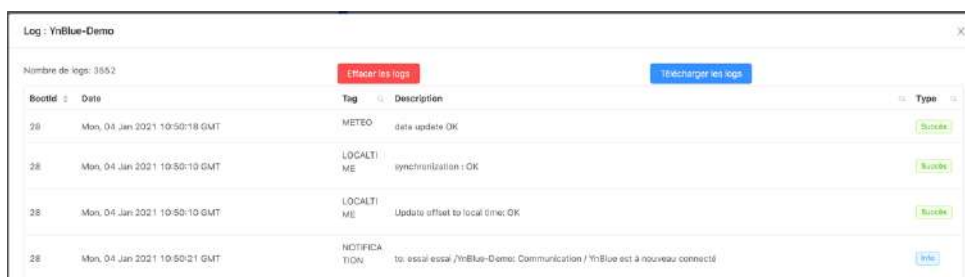 Log : YnBlue-Demo
Nombre de logs: 3552
Effacer les logs
Télécharger les logs
BootId Date Tag Description Type
28 Mon, 04 Jan 2021 10:50:18 GMT METEO data update OK Succès
28 Mon, 04 Jan 2021 10:50:10 GMT LOCALTI
ME synchronization : OK Succès
28 Mon, 04 Jan 2021 10:50:10 GMT LOCALTI
ME Update offset to local time: OK Succès
28 Mon, 04 Jan 2021 10:50:21 GMT NOTIFICA
TION to: essai essai /YnBlue-Demo: Communication / YnBlue est à nouveau connecté Info